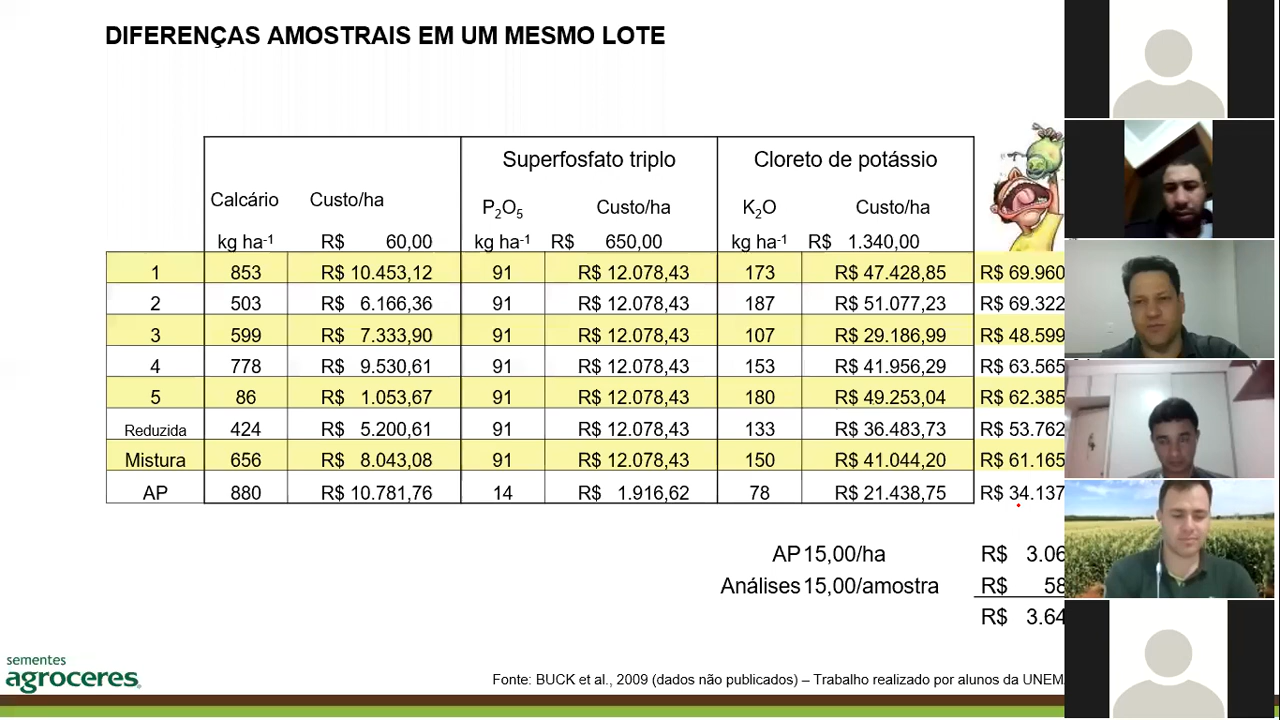 DIFERENÇAS AMOSTRAIS EM UM MESMO LOTE
Superfosfato triplo Cloreto de potássio
Calcário Custo/ha P₂O₅ Custo/ha K₂O Custo/ha
kg ha⁻¹ R$ 60,00 kg ha⁻¹ R$ 650,00 kg ha⁻¹ R$ 1.340,00
1 853 R$ 10.453,12 91 R$ 12.078,43 173 R$ 47.428,85 R$ 69.960
2 503 R$ 6.166,36 91 R$ 12.078,43 187 R$ 51.077,23 R$ 69.322
3 599 R$ 7.333,90 91 R$ 12.078,43 107 R$ 29.186,99 R$ 48.599
4 778 R$ 9.530,61 91 R$ 12.078,43 153 R$ 41.956,29 R$ 63.565
5 86 R$ 1.053,67 91 R$ 12.078,43 180 R$ 49.253,04 R$ 62.385
Reduzida 424 R$ 5.200,61 91 R$ 12.078,43 133 R$ 36.483,73 R$ 53.762
Mistura 656 R$ 8.043,08 91 R$ 12.078,43 150 R$ 41.044,20 R$ 61.165
AP 880 R$ 10.781,76 14 R$ 1.916,62 78 R$ 21.438,75 R$ 34.137
AP 15,00/ha R$ 3.06
Análises 15,00/amostra R$ 58
R$ 3.64
sementes
agroceres
Fonte: BUCK et al., 2009 (dados não publicados) – Trabalho realizado por alunos da UNEM